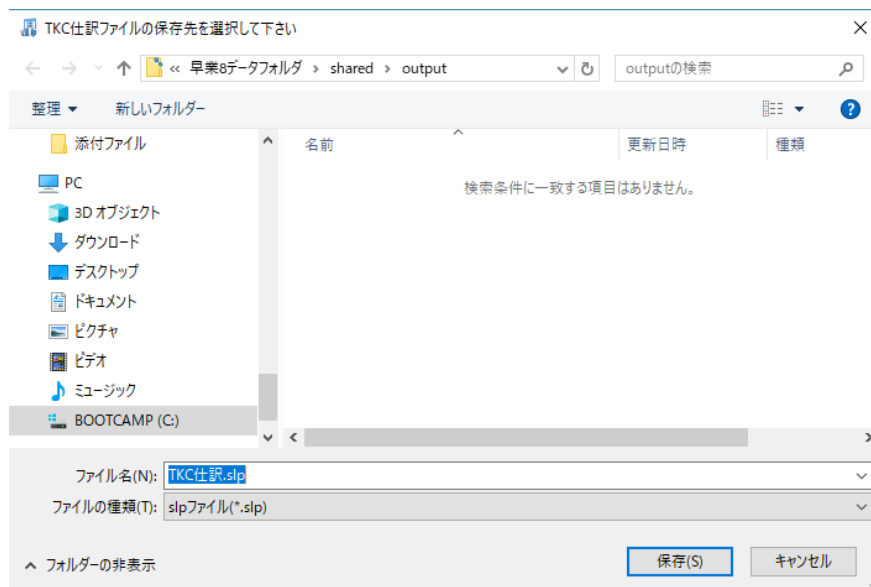 TKC仕訳ファイルの保存先を選択して下さい
« 早業8データフォルダ › shared › output
outputの検索
整理 新しいフォルダー
添付ファイル
名前 更新日時 種類
検索条件に一致する項目はありません。
PC
3D オブジェクト
ダウンロード
デスクトップ
ドキュメント
ピクチャ
ビデオ
ミュージック
BOOTCAMP (C:)
ファイル名(N): TKC仕訳.slp
ファイルの種類(T): slpファイル(*.slp)
フォルダーの非表示 保存(S) キャンセル